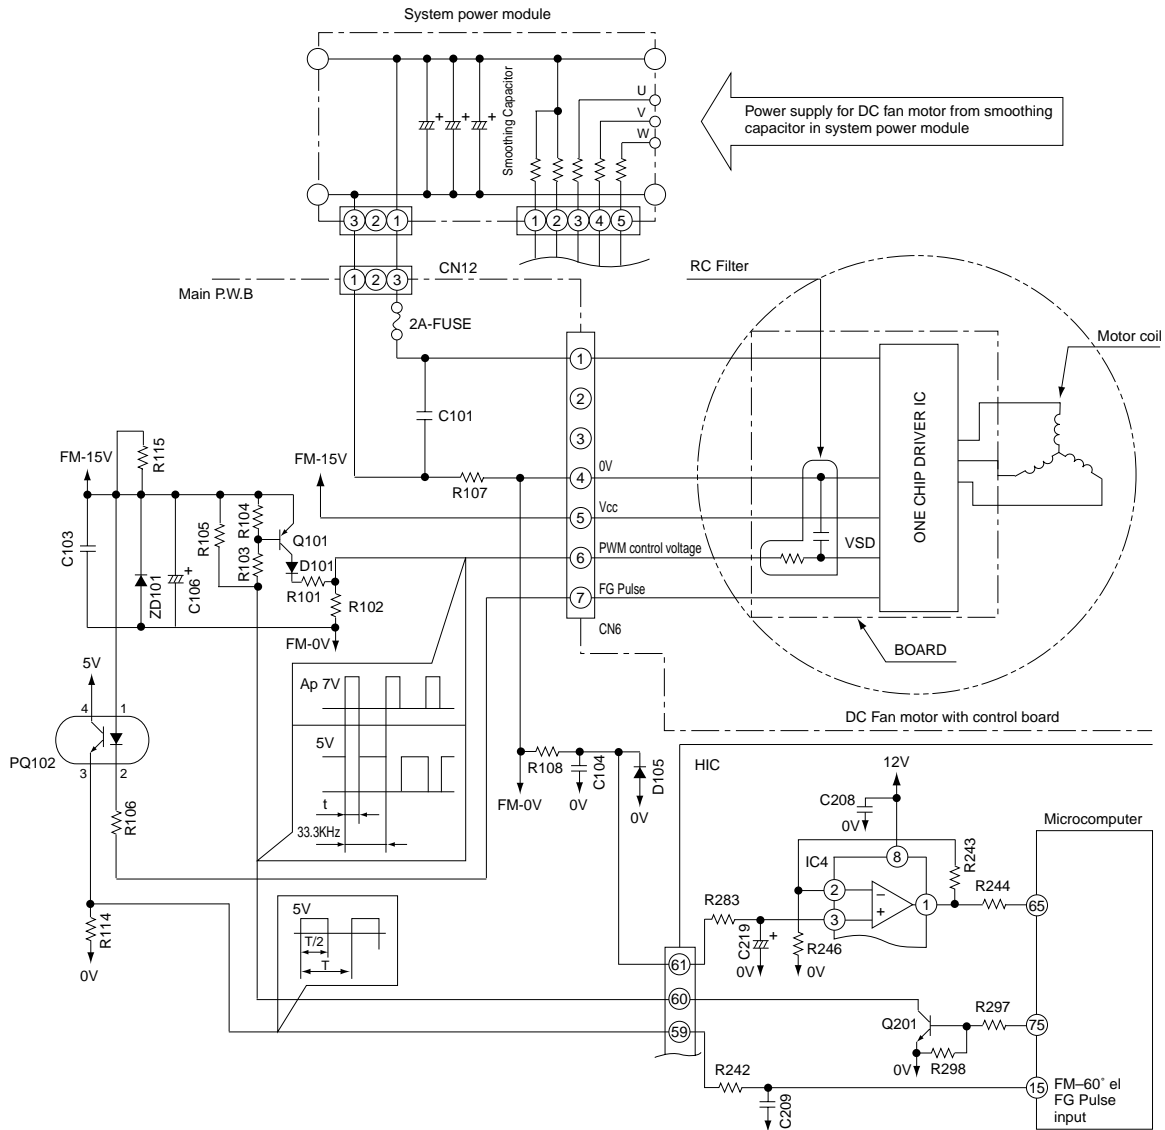 System power module
Smoothing Capacitor
U
V
W
Power supply for DC fan motor from smoothing
capacitor in system power module
3 2 1
1 2 3 4 5
1 2 3
CN12
Main P.W.B
2A-FUSE
RC Filter
Motor coil
1
2
3
4
5
6
7
C101
FM-15V
R107
0V
Vcc
PWM control voltage
FG Pulse
CN6
VSD
ONE CHIP DRIVER IC
BOARD
DC Fan motor with control board
FM-15V
R115
C103
ZD101
C106
+
R105
R104
R103
Q101
D101
R101
R102
FM-0V
5V
4
1
PQ102
3
2
R106
R114
0V
Ap 7V
5V
t
33.3KHz
5V
T/2
T
R108
C104
D105
FM-0V
0V
0V
HIC
12V
C208
0V
IC4
8
2
3
1
−
+
R243
R244
R283
C219
+
R246
0V
0V
Microcomputer
65
61
60
59
Q201
R297
75
R298
0V
R242
C209
15
FM–60˚ el
FG Pulse
input